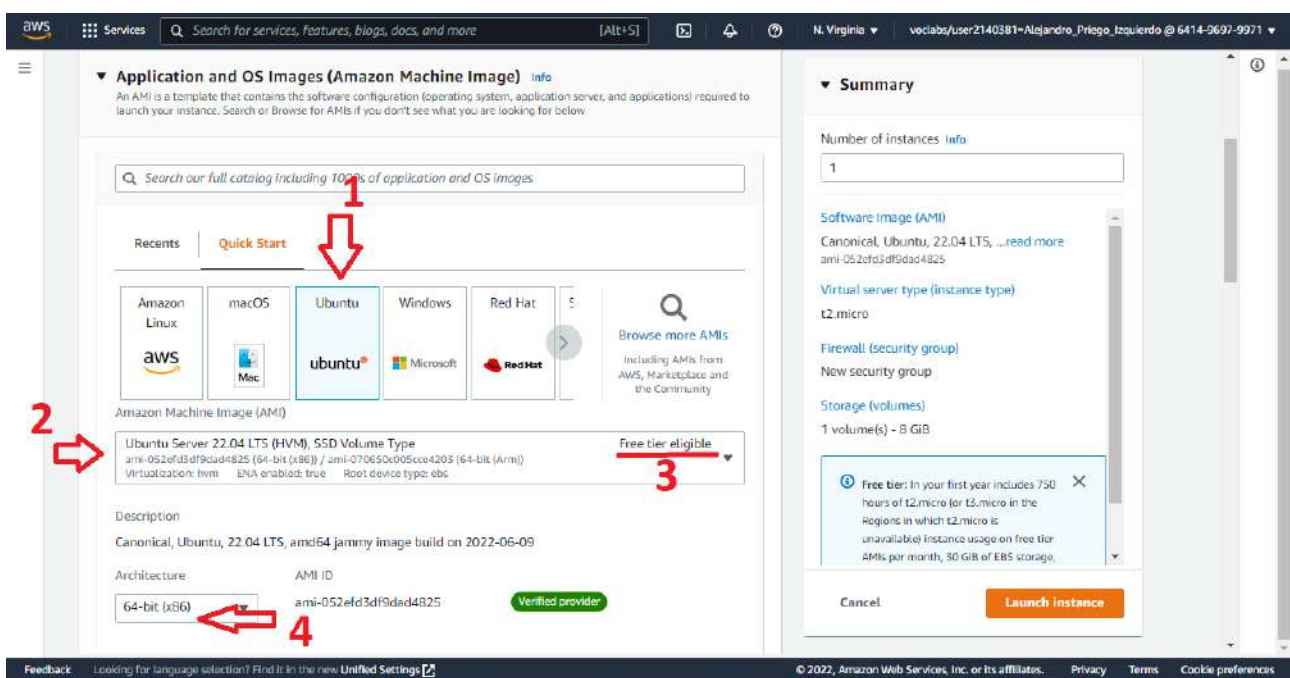 aws
Services
Search for services, features, blogs, docs, and more
[Alt+S]
N. Virginia
voclabs/user2140381=Alejandro_Priego_Izquierdo @ 6414-9697-9971
Application and OS Images (Amazon Machine Image) Info
An AMI is a template that contains the software configuration (operating system, application server, and applications) required to
launch your instance. Search or Browse for AMIs if you don't see what you are looking for below
Search our full catalog including 1000s of application and OS images
1
Recents
Quick Start
Amazon
Linux
aws
macOS
Mac
Ubuntu
ubuntu
Windows
Microsoft
Red Hat
RedHat
S
Browse more AMIs
Including AMIs from
AWS, Marketplace and
the Community
Amazon Machine Image (AMI)
2
Ubuntu Server 22.04 LTS (HVM), SSD Volume Type
Free tier eligible
ami-052efd3df9dad4825 (64-bit (x86)) / ami-070650c005cce4203 (64-bit (Arm))
Virtualization: hvm ENA enabled: true Root device type: ebs
3
Description
Canonical, Ubuntu, 22.04 LTS, amd64 jammy image build on 2022-06-09
Architecture
AMI ID
64-bit (x86)
ami-052efd3df9dad4825
Verified provider
4
Summary
Number of instances Info
1
Software Image (AMI)
Canonical, Ubuntu, 22.04 LTS, ...read more
ami-052efd3df9dad4825
Virtual server type (instance type)
t2.micro
Firewall (security group)
New security group
Storage (volumes)
1 volume(s) - 8 GiB
Free tier: In your first year includes 750
hours of t2.micro (or t3.micro in the
Regions in which t2.micro is
unavailable) instance usage on free tier
AMIs per month, 30 GiB of EBS storage,
Cancel
Launch instance
Feedback
Looking for language selection? Find it in the new Unified Settings
© 2022, Amazon Web Services, Inc. or its affiliates.
Privacy
Terms
Cookie preferences